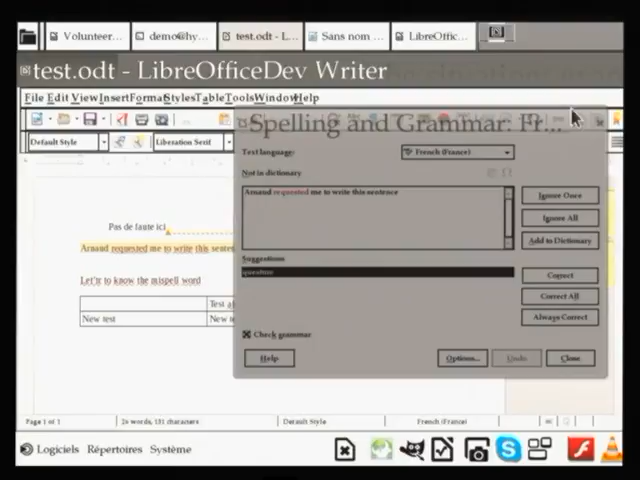 Volunteer...
demo@hy...
test.odt - L...
Sans nom ...
LibreOffic...
test.odt - LibreOfficeDev Writer
File Edit View Insert Format Styles Table Tools Window Help
Spelling and Grammar: Fr...
Default Style
Liberation Serif
Text language:
French (France)
Not in dictionary
Arnaud requested me to write this sentence
Ignore Once
Ignore All
Add to Dictionary
Pas de faute ici
Arnaud requested me to write this senten
Suggestions
questure
Correct
Correct All
Always Correct
Let'tr to know the mispell word
Test
New test
New te
Check grammar
Help
Options...
Undo
Close
Page 1 of 1
26 words, 131 characters
Default Style
French (France)
Logiciels Répertoires Système